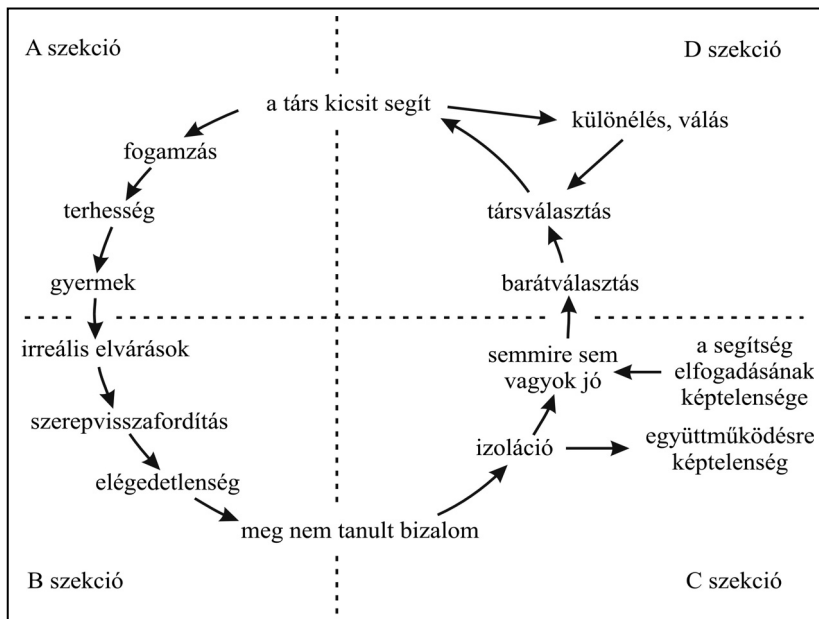 A szekció
D szekció
a társ kicsit segít
különélés, válás
fogamzás
terhesség
társválasztás
gyermek
barátválasztás
irreális elvárások
semmire sem
vagyok jó
a segítség
elfogadásának
képtelensége
szerepvisszafordítás
izoláció
együttműködésre
képtelenség
elégedetlenség
meg nem tanult bizalom
B szekció
C szekció